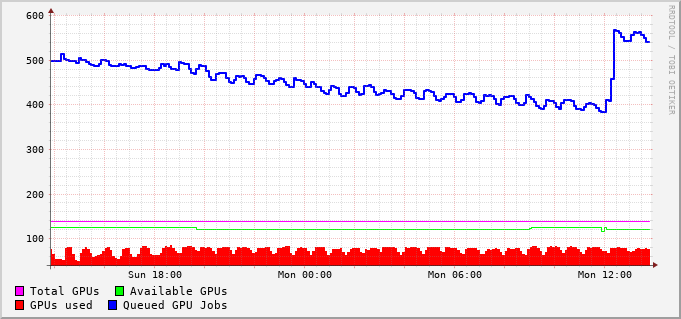 600
500
400
300
200
100
Sun 18:00 Mon 00:00 Mon 06:00 Mon 12:00
Total GPUs Available GPUs
GPUs used Queued GPU Jobs
RRDTOOL / TOBI OETIKER